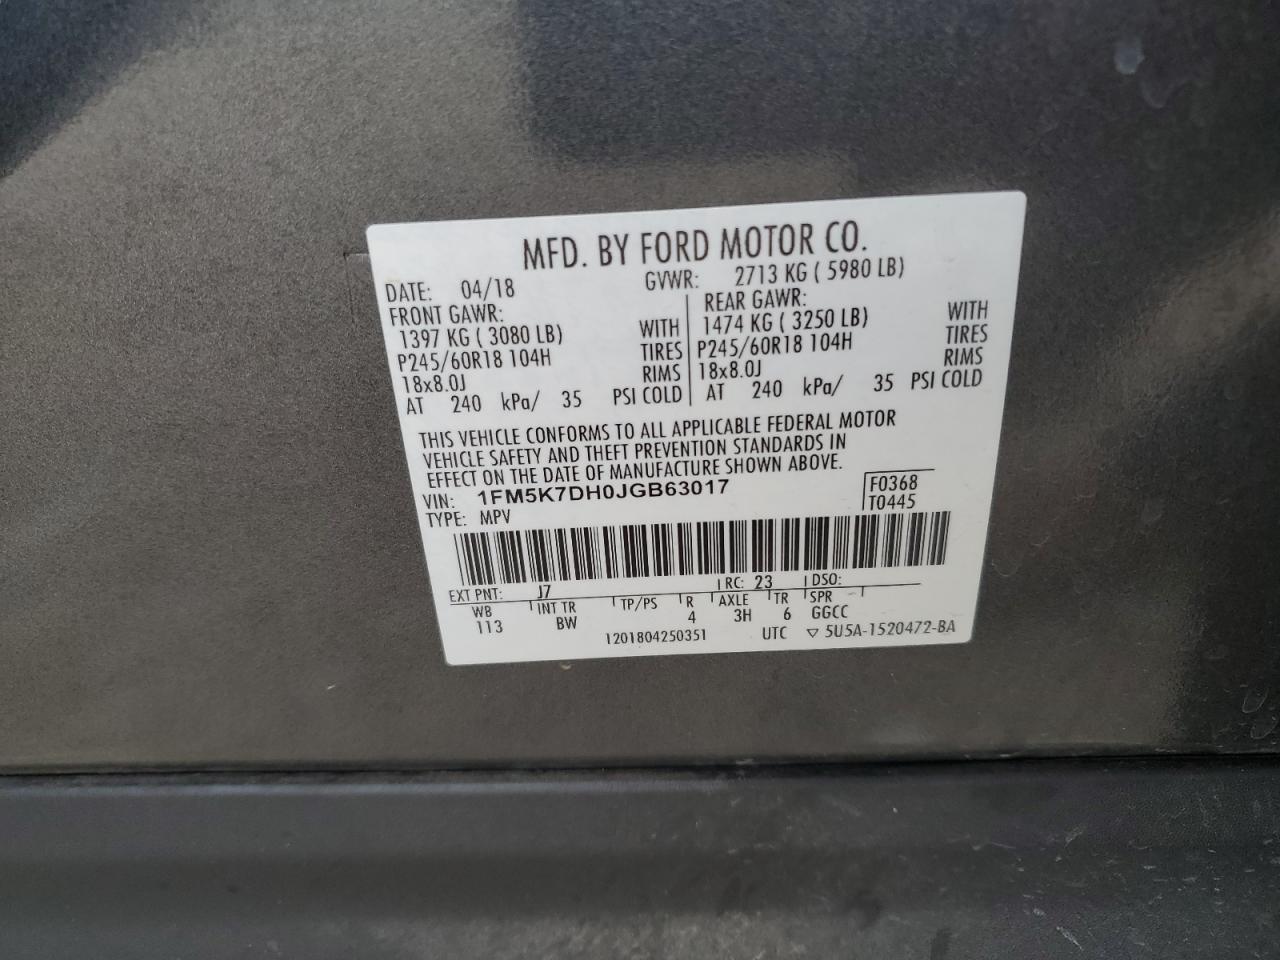 MFD. BY FORD MOTOR CO.
DATE: 04/18 GVWR: 2713 KG ( 5980 LB)
FRONT GAWR:
1397 KG ( 3080 LB) WITH
P245/60R18 104H TIRES
18x8.0J RIMS
AT 240 kPa/ 35 PSI COLD
REAR GAWR:
1474 KG ( 3250 LB) WITH
P245/60R18 104H TIRES
18x8.0J RIMS
AT 240 kPa/ 35 PSI COLD
THIS VEHICLE CONFORMS TO ALL APPLICABLE FEDERAL MOTOR
VEHICLE SAFETY AND THEFT PREVENTION STANDARDS IN
EFFECT ON THE DATE OF MANUFACTURE SHOWN ABOVE.
VIN: 1FM5K7DH0JGB63017
TYPE: MPV
F0368
T0445
EXT PNT: J7 RC: 23 DSO:
WB INT TR TP/PS R AXLE TR SPR
113 BW 4 3H 6 GGCC
1201804250351 UTC ▽ 5U5A-1520472-BA